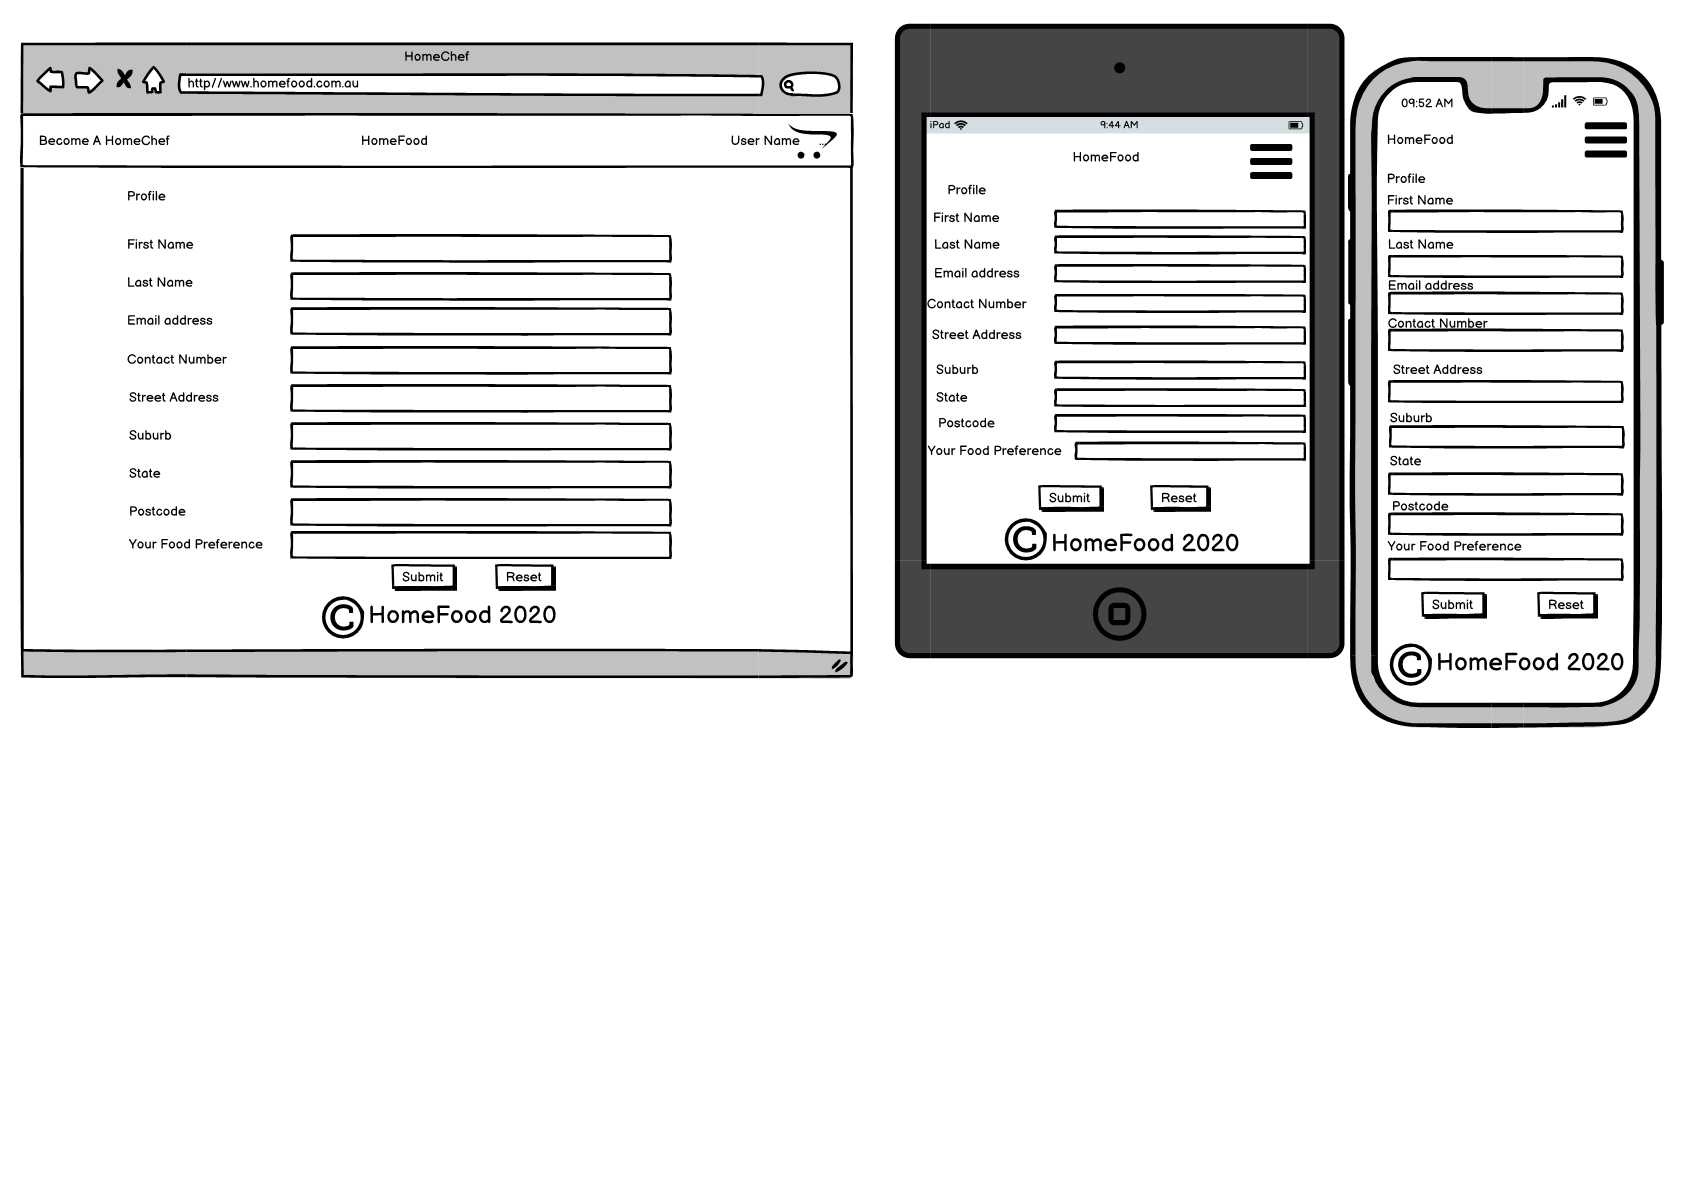 HomeChef
http//www.homefood.com.au
Become A HomeChef
HomeFood
User Name
Profile
First Name
Last Name
Email address
Contact Number
Street Address
Suburb
State
Postcode
Your Food Preference
Submit
Reset
© HomeFood 2020
iPad
9:44 AM
HomeFood
Profile
First Name
Last Name
Email address
Contact Number
Street Address
Suburb
State
Postcode
Your Food Preference
Submit
Reset
© HomeFood 2020
09:52 AM
HomeFood
Profile
First Name
Last Name
Email address
Contact Number
Street Address
Suburb
State
Postcode
Your Food Preference
Submit
Reset
© HomeFood 2020